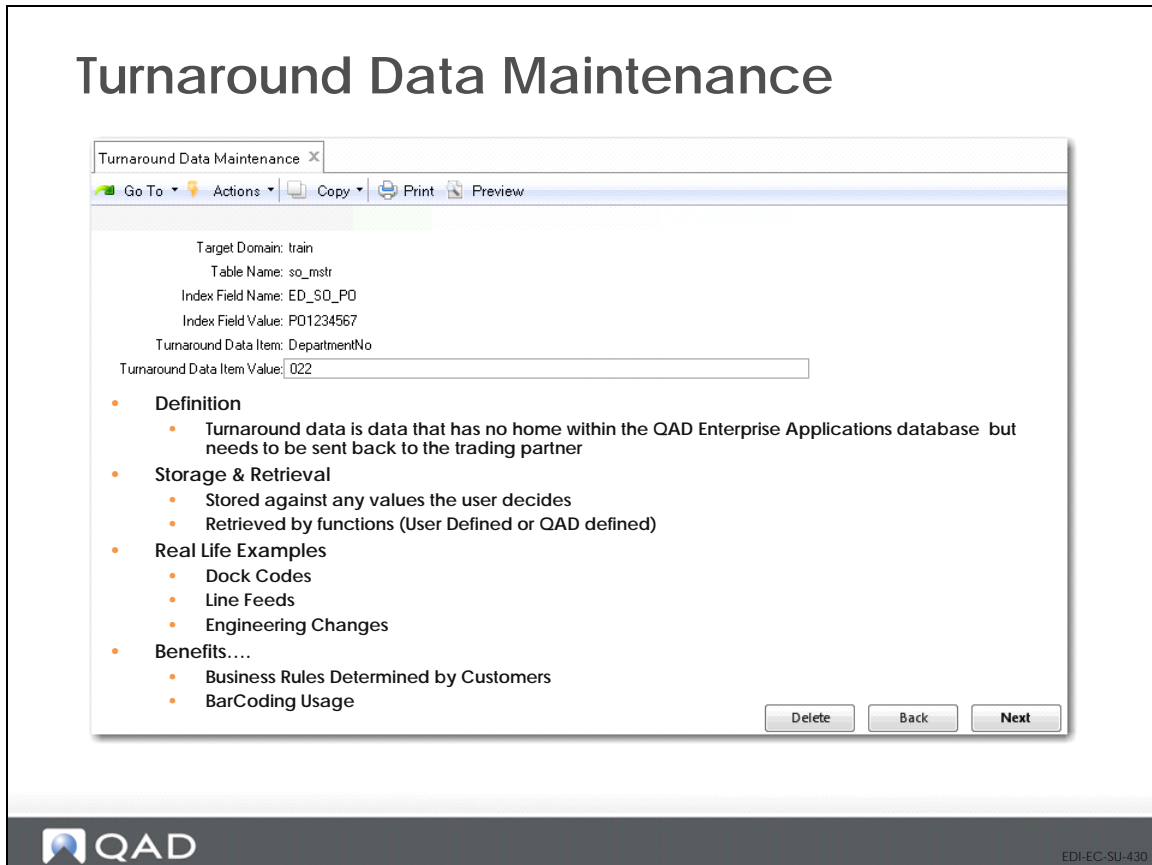 Turnaround Data Maintenance
Turnaround Data Maintenance X
Go To Actions Copy Print Preview
Target Domain: train
Table Name: so_mstr
Index Field Name: ED_SO_PO
Index Field Value: PO1234567
Turnaround Data Item: DepartmentNo
Turnaround Data Item Value: 022
• Definition
• Turnaround data is data that has no home within the QAD Enterprise Applications database but
needs to be sent back to the trading partner
• Storage & Retrieval
• Stored against any values the user decides
• Retrieved by functions (User Defined or QAD defined)
• Real Life Examples
• Dock Codes
• Line Feeds
• Engineering Changes
• Benefits....
• Business Rules Determined by Customers
• BarCoding Usage
Delete Back Next
QAD
EDI-EC-SU-430